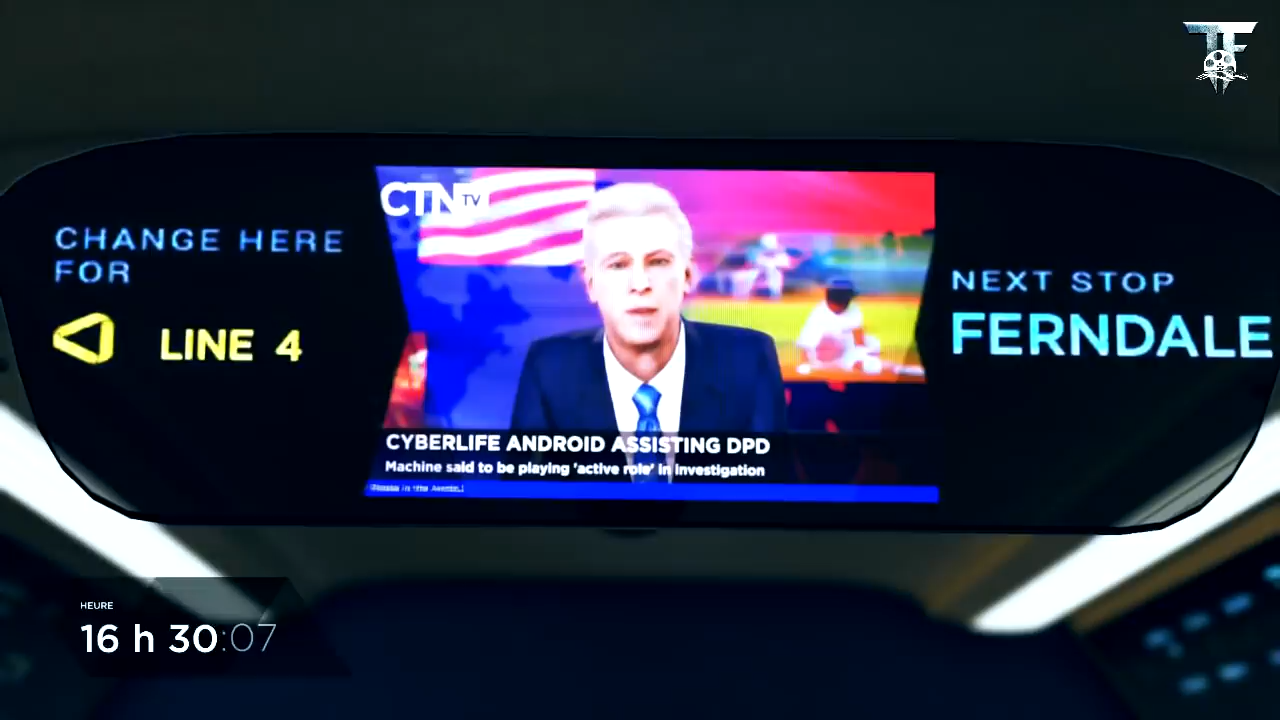 TF
CHANGE HERE
FOR
LINE 4
CTN TV
CYBERLIFE ANDROID ASSISTING DPD
Machine said to be playing 'active role' in investigation
NEXT STOP
FERNDALE
HEURE
16 h 30:07